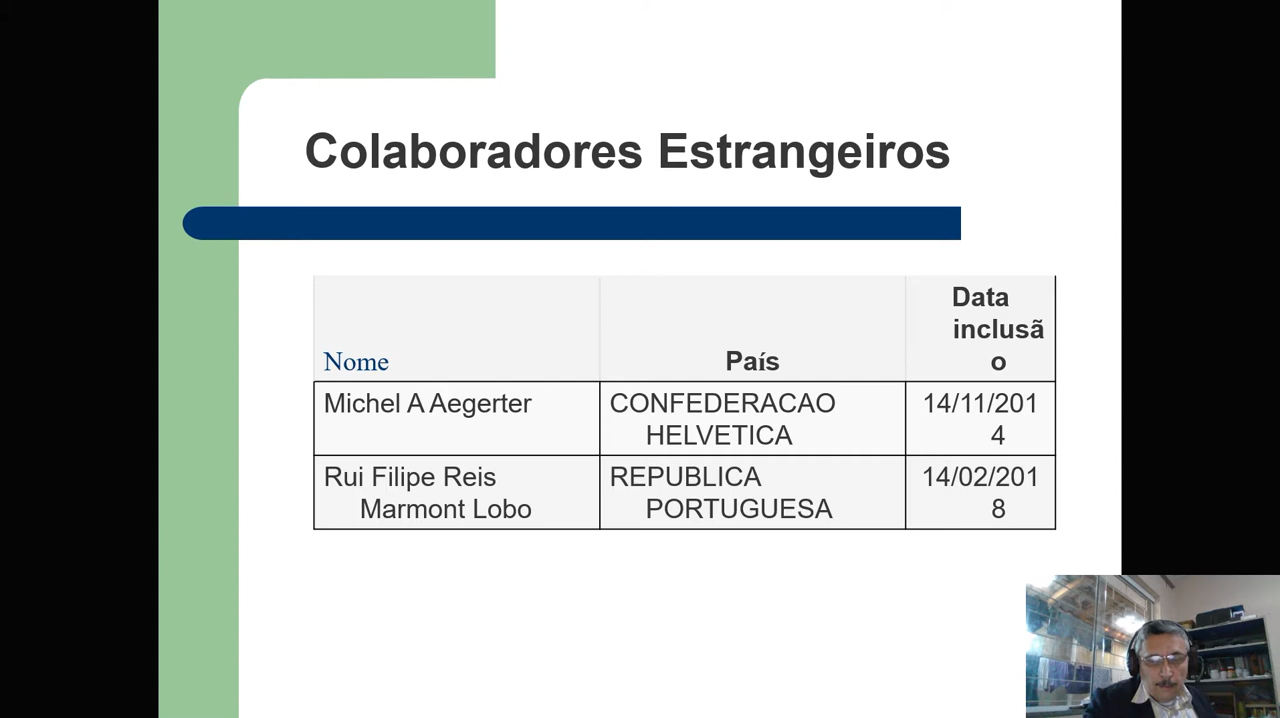 Colaboradores Estrangeiros
Nome
País
Data
inclusã
o
Michel A Aegerter
CONFEDERACAO
HELVETICA
14/11/201
4
Rui Filipe Reis
Marmont Lobo
REPUBLICA
PORTUGUESA
14/02/201
8